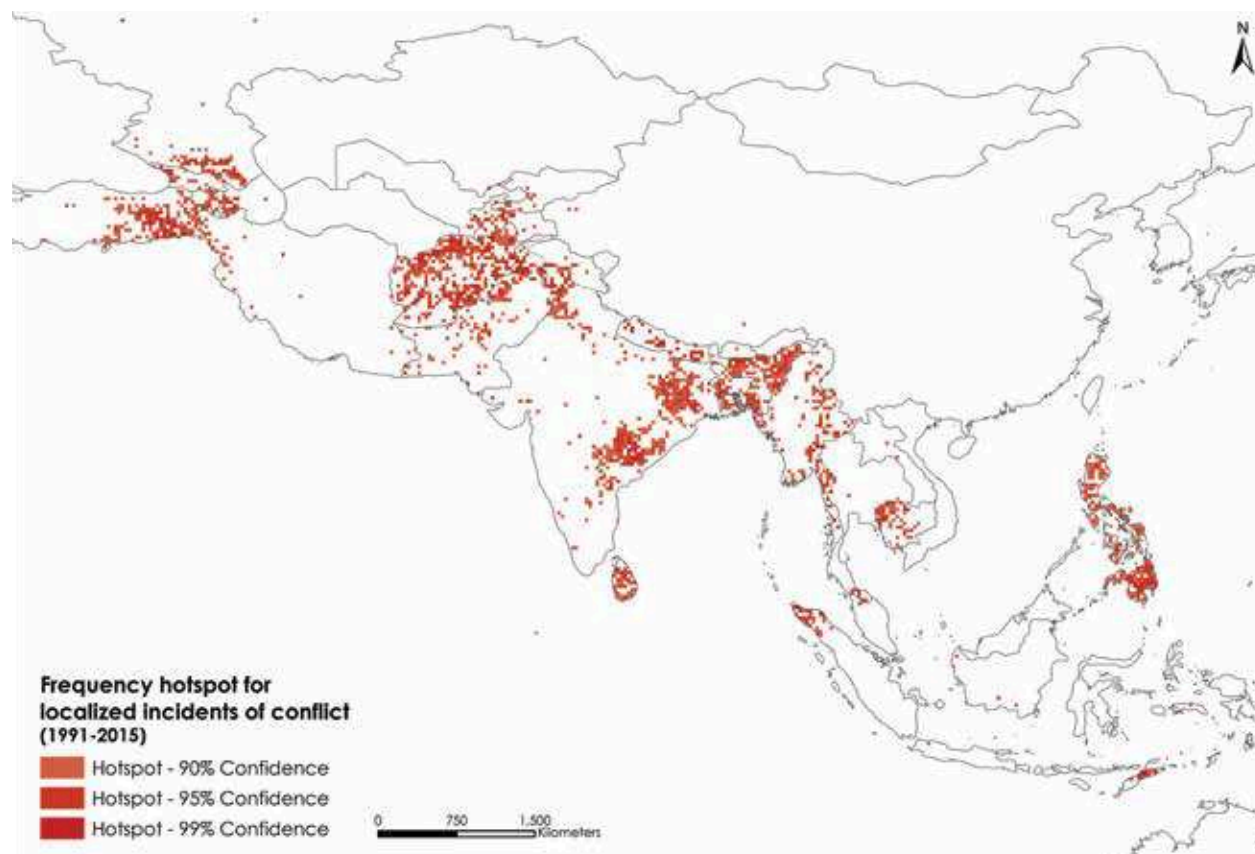 N
Frequency hotspot for
localized incidents of conflict
(1991-2015)
Hotspot - 90% Confidence
Hotspot - 95% Confidence
Hotspot - 99% Confidence
0 750 1,500
Kilometers